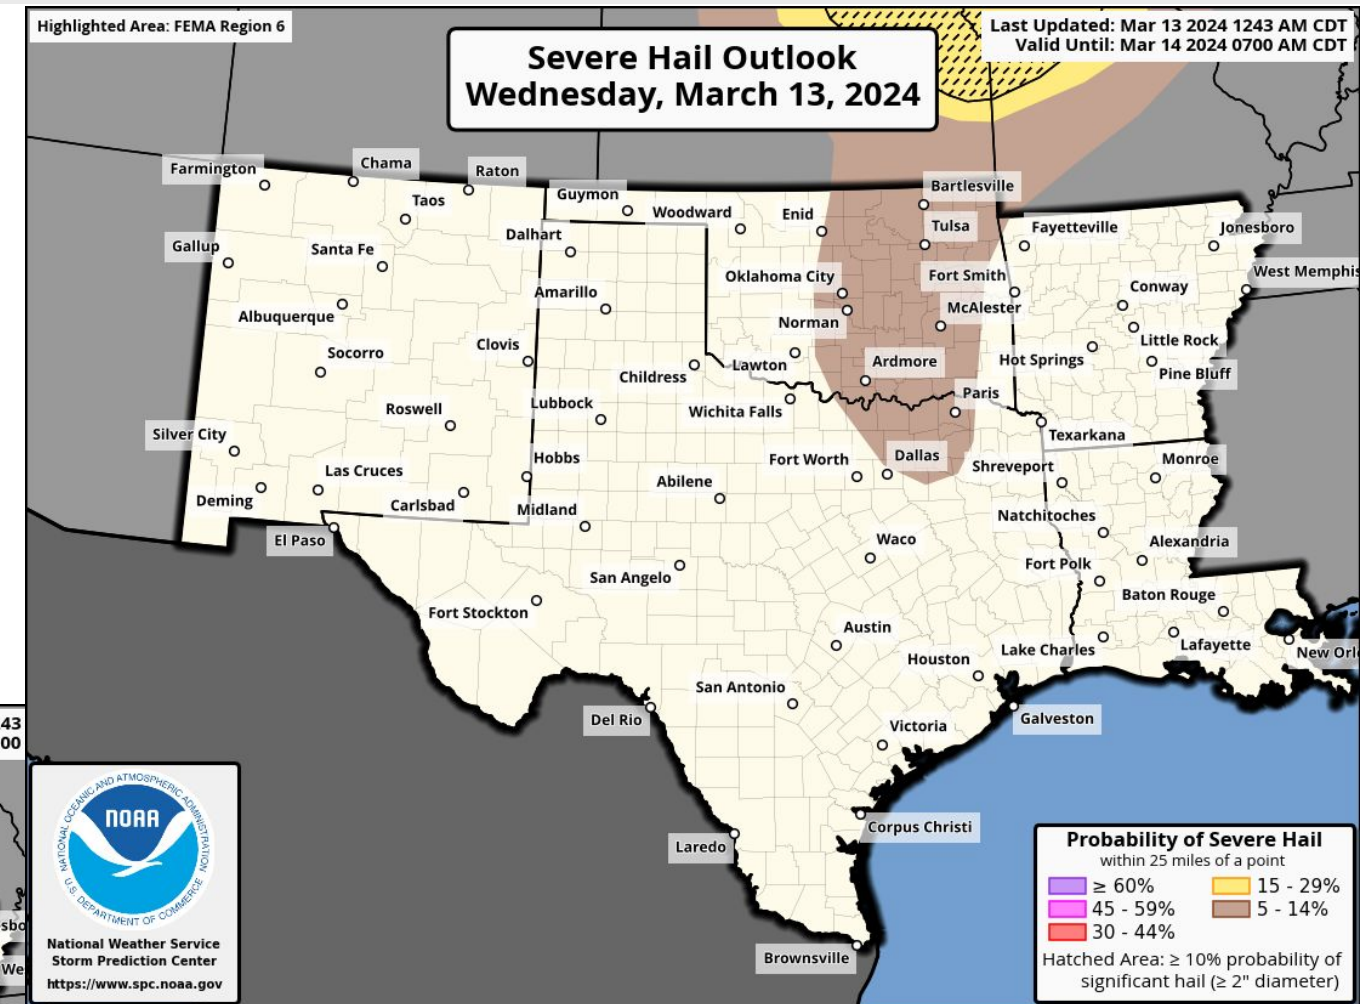 Highlighted Area: FEMA Region 6
Severe Hail Outlook
Wednesday, March 13, 2024
Last Updated: Mar 13 2024 1243 AM CDT
Valid Until: Mar 14 2024 0700 AM CDT
Farmington
Chama
Raton
Taos
Guymon
Woodward
Enid
Bartlesville
Tulsa
Fayetteville
Jonesboro
Gallup
Santa Fe
Dalhart
Oklahoma City
Fort Smith
West Memphis
Albuquerque
Amarillo
Norman
McAlester
Conway
Little Rock
Socorro
Clovis
Childress
Lawton
Ardmore
Hot Springs
Pine Bluff
Roswell
Lubbock
Wichita Falls
Paris
Texarkana
Silver City
Las Cruces
Hobbs
Abilene
Fort Worth
Dallas
Shreveport
Monroe
Deming
Carlsbad
Midland
Natchitoches
El Paso
Waco
Alexandria
San Angelo
Fort Polk
Fort Stockton
Baton Rouge
Austin
Lake Charles
Lafayette
New Orl
Houston
San Antonio
Del Rio
Galveston
Victoria
Corpus Christi
Laredo
Brownsville
43
00
sbo
We
NATIONAL OCEANIC AND ATMOSPHERIC ADMINISTRATION
NOAA
U.S. DEPARTMENT OF COMMERCE
National Weather Service
Storm Prediction Center
https://www.spc.noaa.gov
Probability of Severe Hail
within 25 miles of a point
≥ 60%
15 - 29%
45 - 59%
5 - 14%
30 - 44%
Hatched Area: ≥ 10% probability of
significant hail (≥ 2" diameter)